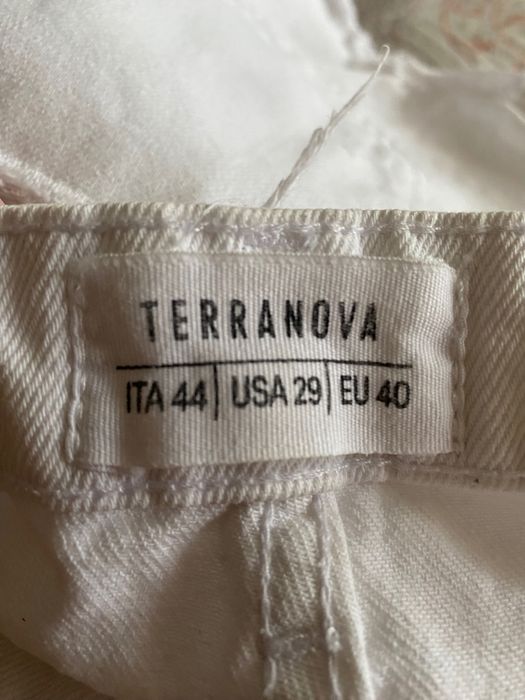 TERRANOVA
ITA 44 | USA 29 | EU 40